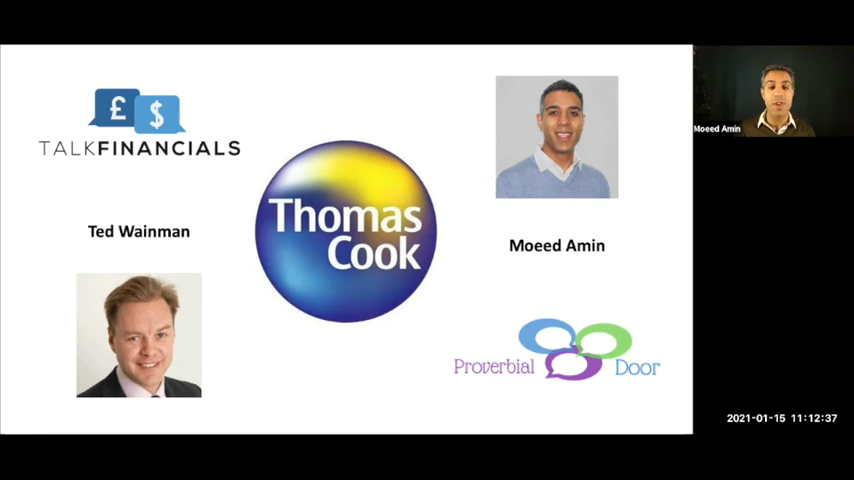 £
$
TALKFINANCIALS
Ted Wainman
Thomas
Cook
Moeed Amin
Proverbial Door
Moeed Amin
2021-01-15 11:12:37